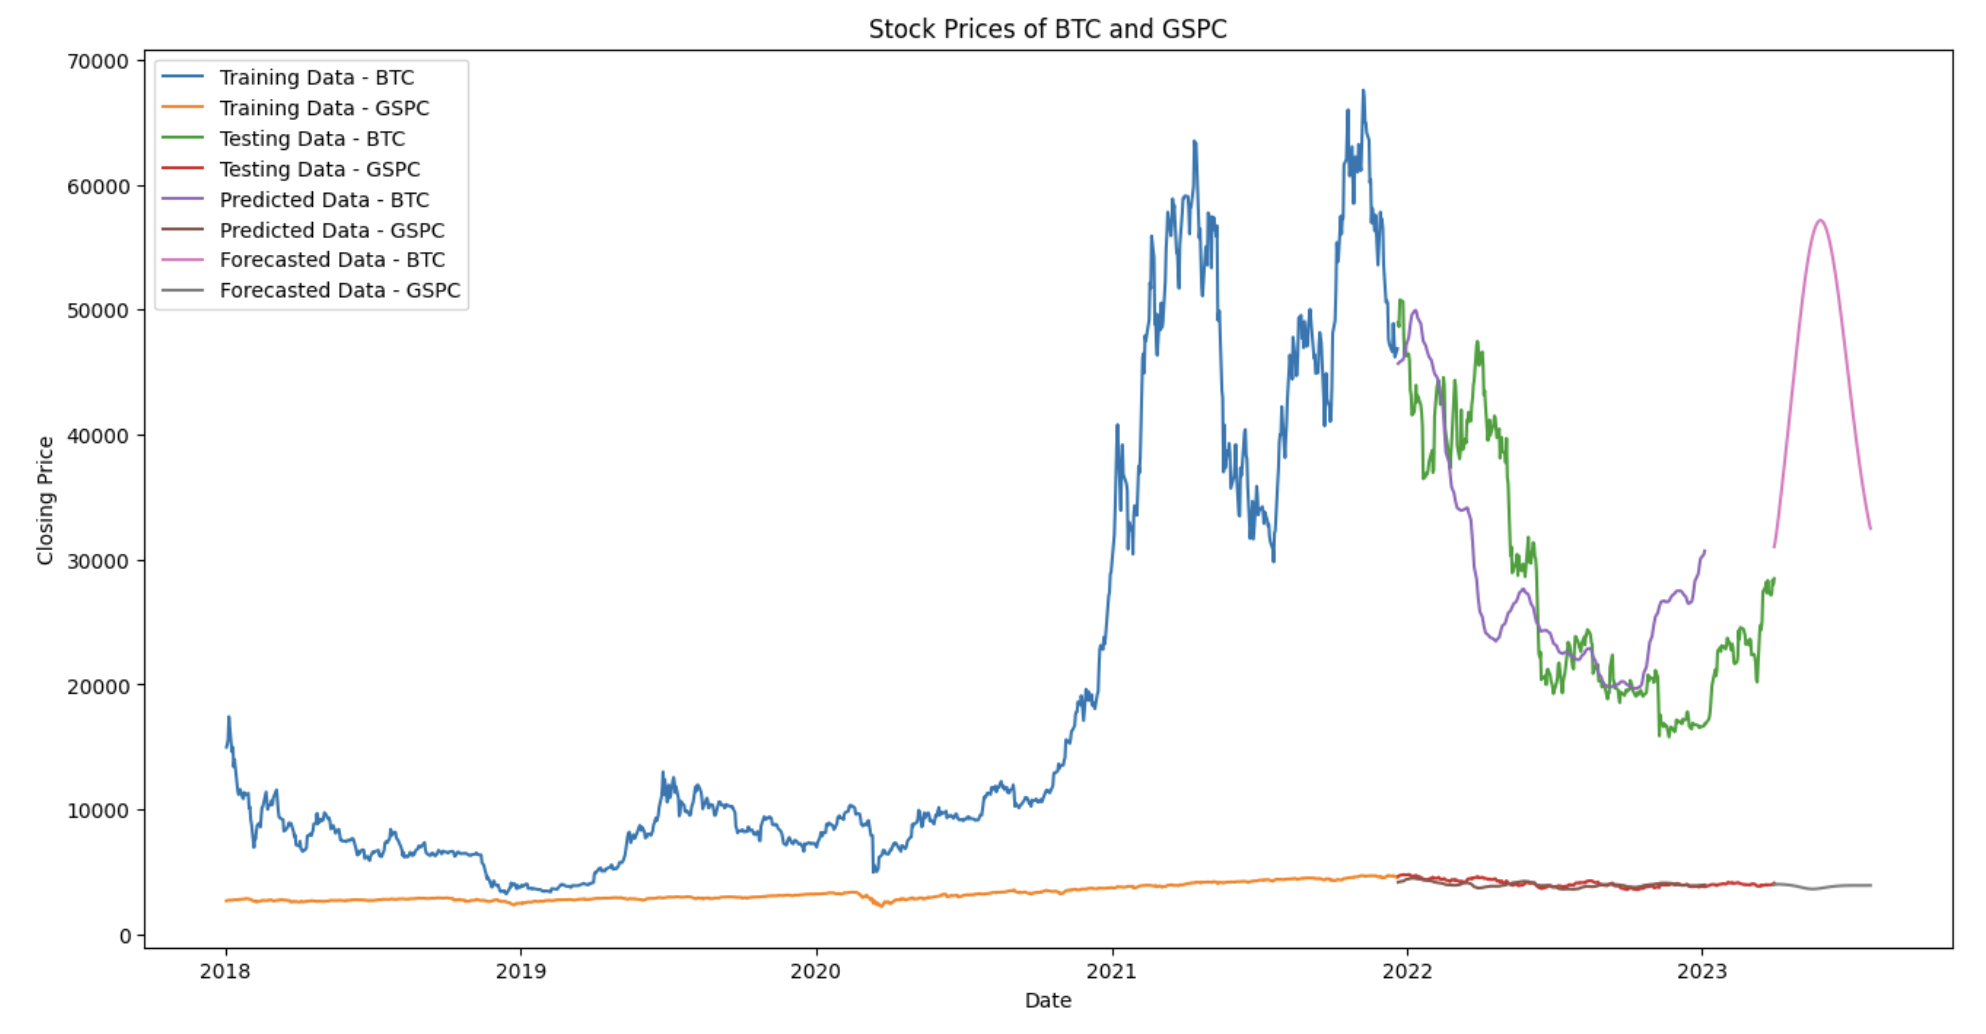 Stock Prices of BTC and GSPC
70000
60000
50000
40000
30000
20000
10000
0
Closing Price
Training Data - BTC
Training Data - GSPC
Testing Data - BTC
Testing Data - GSPC
Predicted Data - BTC
Predicted Data - GSPC
Forecasted Data - BTC
Forecasted Data - GSPC
2018 2019 2020 2021 2022 2023
Date